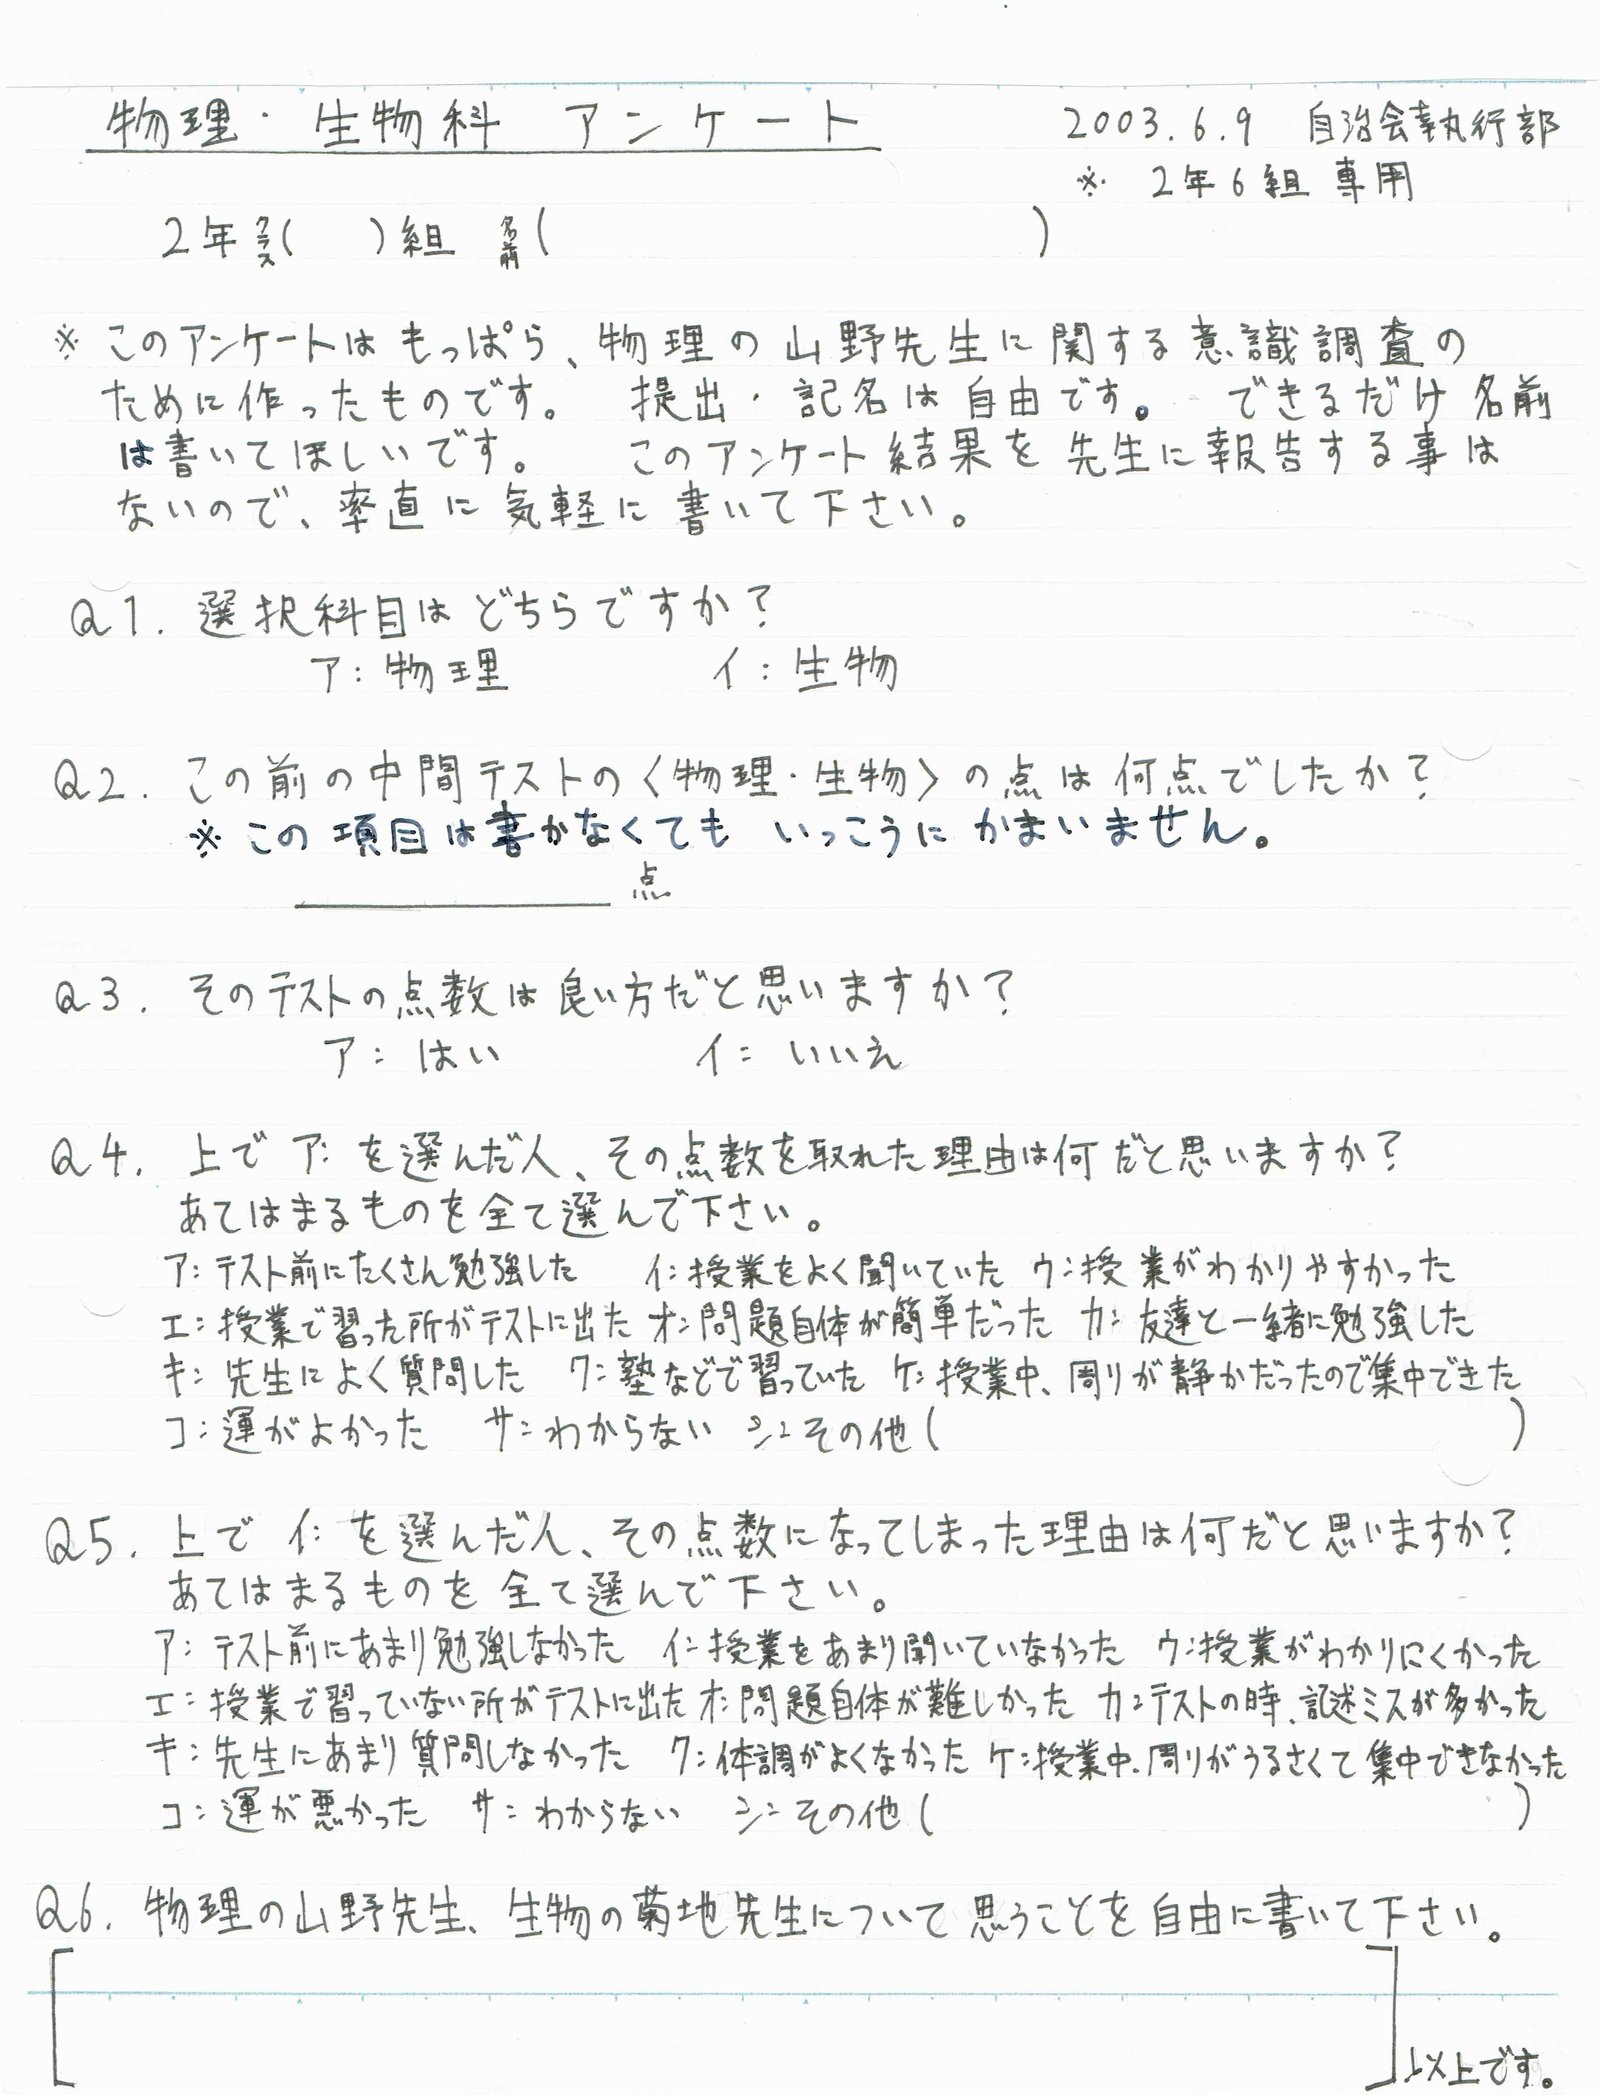 物理・生物科 アンケート 2003.6.9 自治会執行部
※ 2年6組 専用
2年 クラス( )組 名前( )
※ このアンケートは もっぱら、物理の山野先生に関する意識調査の
ために作ったものです。 提出・記名は自由です。 できるだけ名前
は書いてほしいです。 このアンケート結果を先生に報告する事は
ないので、率直に気軽に書いて下さい。
Q1. 選択科目はどちらですか?
ア:物理 イ:生物
Q2. この前の中間テストの〈物理・生物〉の点は何点でしたか?
※この項目は書かなくても いっこうに かまいません。
点
Q3. そのテストの点数は良い方だと思いますか?
ア: はい イ: いいえ
Q4. 上で ア: を選んだ人、その点数を取れた理由は何だと思いますか?
あてはまるものを全て選んで下さい。
ア:テスト前にたくさん勉強した イ:授業をよく聞いていた ウ:授業がわかりやすかった
エ:授業で習った所がテストに出た オ:問題自体が簡単だった カ:友達と一緒に勉強した
キ:先生によく質問した ク:塾などで習っていた ケ:授業中、周りが静かだったので集中できた
コ:運がよかった サ:わからない シ:その他( )
Q5. 上で イ: を選んだ人、その点数になってしまった理由は何だと思いますか?
あてはまるものを全て選んで下さい。
ア:テスト前にあまり勉強しなかった イ:授業をあまり聞いていなかった ウ:授業がわかりにくかった
エ:授業で習っていない所がテストに出た オ:問題自体が難しかった カ:テストの時、記述ミスが多かった
キ:先生にあまり質問しなかった ク:体調がよくなかった ケ:授業中、周りがうるさくて集中できなかった
コ:運が悪かった サ:わからない シ:その他( )
Q6. 物理の山野先生、生物の菊地先生について思うことを自由に書いて下さい。
[ ] 以上です。